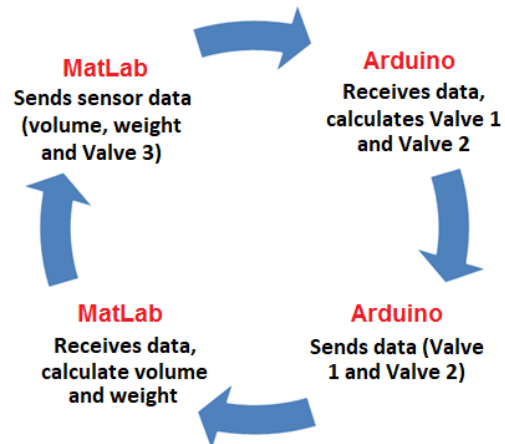 MatLab
Sends sensor data
(volume, weight
and Valve 3)
Arduino
Receives data,
calculates Valve 1
and Valve 2
Arduino
Sends data (Valve
1 and Valve 2)
MatLab
Receives data,
calculate volume
and weight